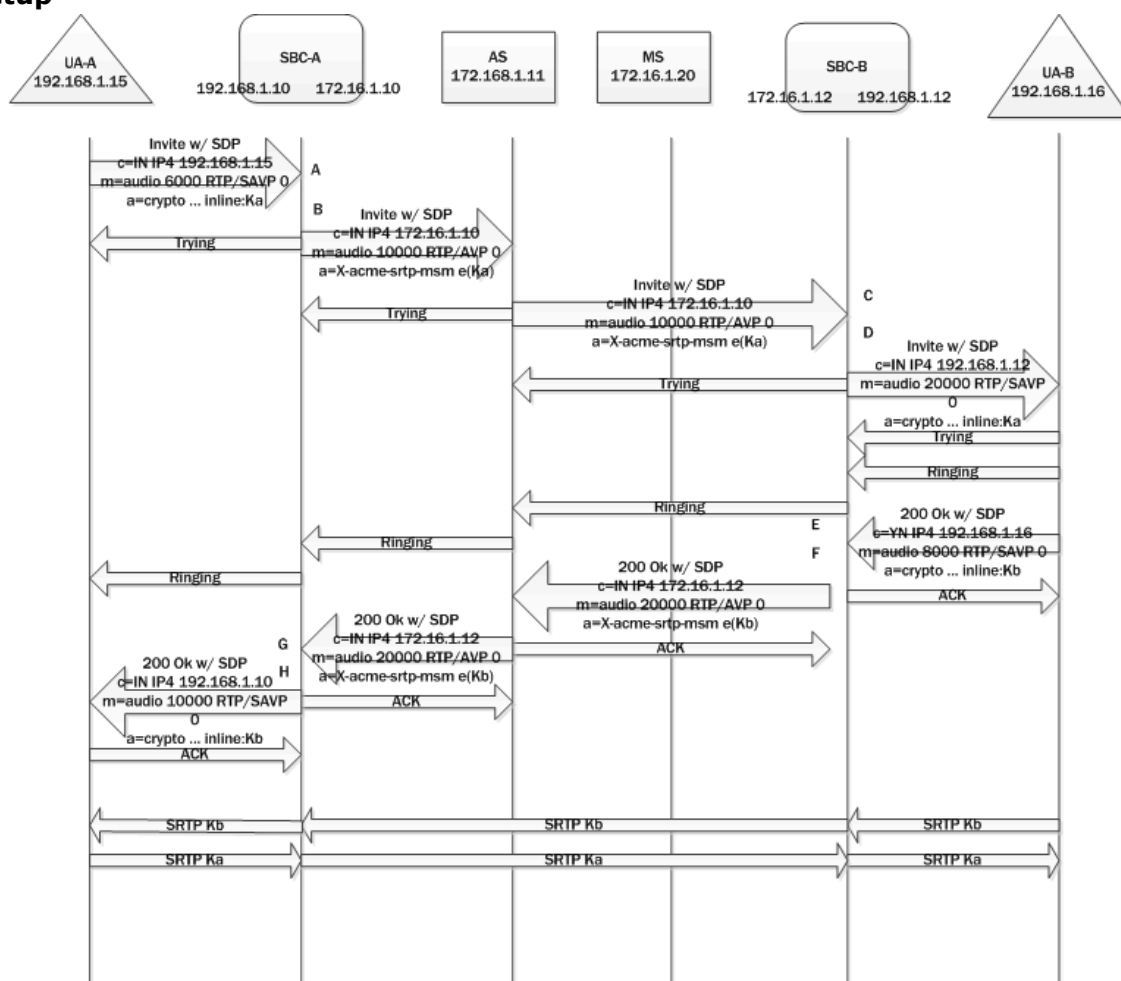 UA-A
192.168.1.15
SBC-A
192.168.1.10 172.16.1.10
AS
172.168.1.11
MS
172.16.1.20
SBC-B
172.16.1.12 192.168.1.12
UA-B
192.168.1.16
Invite w/ SDP
c=IN IP4 192.168.1.15
m=audio 6000 RTP/SAVP 0
a=crypto ... inline:Ka
A
B
Invite w/ SDP
c=IN IP4 172.16.1.10
m=audio 10000 RTP/AVP 0
a=X-acme-srtp-msm e(Ka)
Trying
Invite w/ SDP
c=IN IP4 172.16.1.10
m=audio 10000 RTP/AVP 0
a=X-acme-srtp-msm e(Ka)
C
Trying
D
Invite w/ SDP
c=IN IP4 192.168.1.12
m=audio 20000 RTP/SAVP
0
a=crypto ... inline:Ka
Trying
Trying
Ringing
Ringing
E
200 Ok w/ SDP
c=YN IP4 192.168.1.16
m=audio 8000 RTP/SAVP 0
a=crypto ... inline:Kb
Ringing
F
Ringing
200 Ok w/ SDP
c=IN IP4 172.16.1.12
m=audio 20000 RTP/AVP 0
a=X-acme-srtp-msm e(Kb)
ACK
G
200 Ok w/ SDP
c=IN IP4 172.16.1.12
m=audio 20000 RTP/AVP 0
a=X-acme-srtp-msm e(Kb)
ACK
H
200 Ok w/ SDP
c=IN IP4 192.168.1.10
m=audio 10000 RTP/SAVP
0
a=crypto ... inline:Kb
ACK
ACK
SRTP Kb
SRTP Kb
SRTP Kb
SRTP Ka
SRTP Ka
SRTP Ka